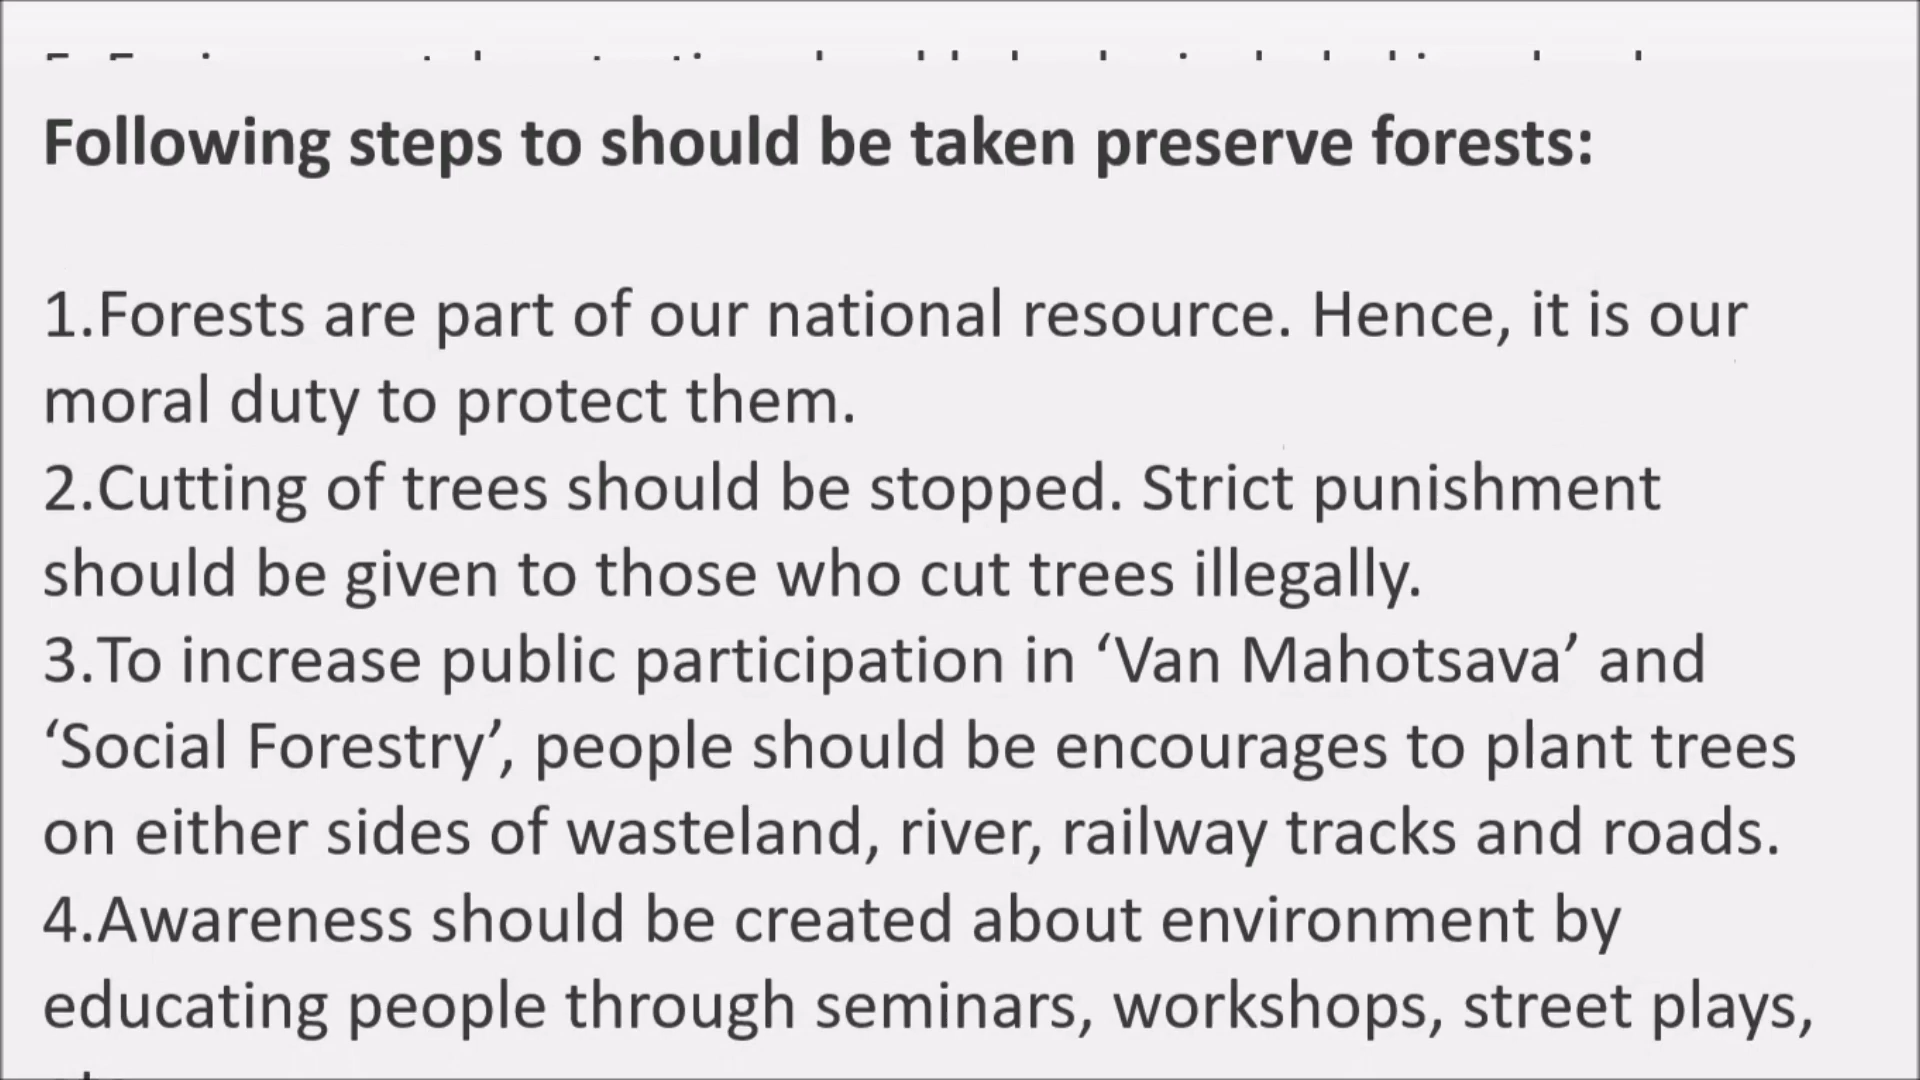 Following steps to should be taken preserve forests:
1.Forests are part of our national resource. Hence, it is our
moral duty to protect them.
2.Cutting of trees should be stopped. Strict punishment
should be given to those who cut trees illegally.
3.To increase public participation in ‘Van Mahotsava’ and
‘Social Forestry’, people should be encourages to plant trees
on either sides of wasteland, river, railway tracks and roads.
4.Awareness should be created about environment by
educating people through seminars, workshops, street plays,